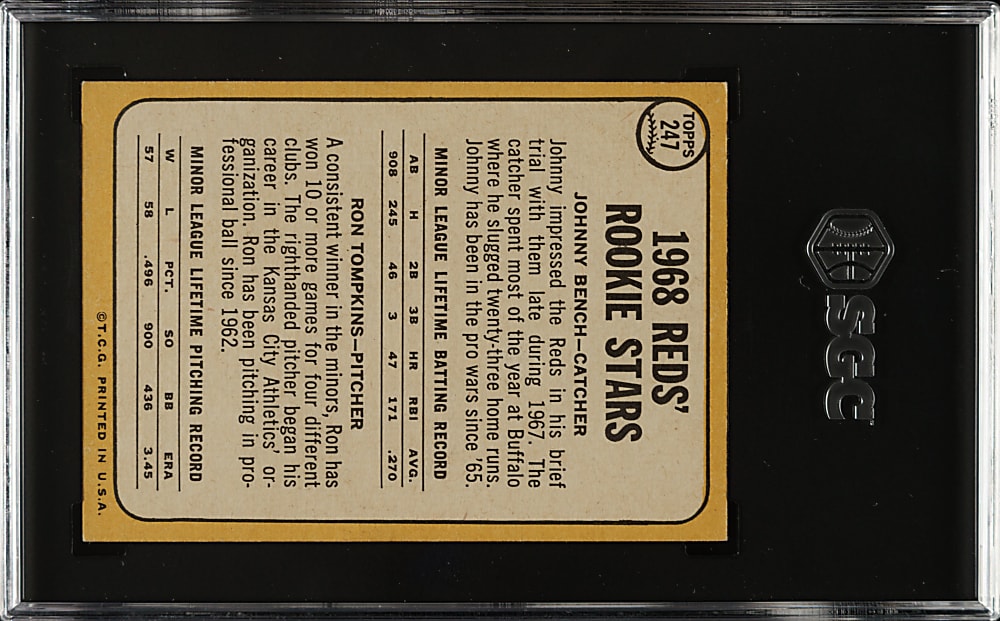 TOPPS
247
1968 REDS'
ROOKIE STARS
JOHNNY BENCH—CATCHER
Johnny impressed the Reds in his brief
trial with them late during 1967. The
catcher spent most of the year at Buffalo
where he slugged twenty-three home runs.
Johnny has been in the pro wars since '65.
MINOR LEAGUE LIFETIME BATTING RECORD
AB H 2B 3B HR RBI AVG.
908 245 46 3 47 171 .270
RON TOMPKINS—PITCHER
A consistent winner in the minors, Ron has
won 10 or more games for four different
clubs. The righthanded pitcher began his
career in the Kansas City Athletics' or-
ganization. Ron has been pitching in pro-
fessional ball since 1962.
MINOR LEAGUE LIFETIME PITCHING RECORD
W L PCT. SO BB ERA
57 58 .496 900 436 3.45
©T.C.G. PRINTED IN U.S.A.
SGC